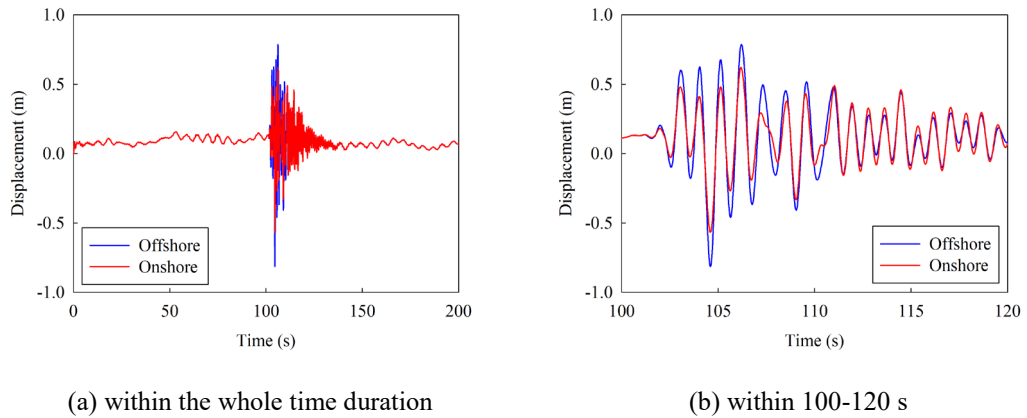 1.0
0.5
0.0
-0.5
-1.0
Displacement (m)
Offshore
Onshore
0 50 100 150 200
Time (s)
(a) within the whole time duration
1.0
0.5
0.0
-0.5
-1.0
Displacement (m)
Offshore
Onshore
100 105 110 115 120
Time (s)
(b) within 100-120 s